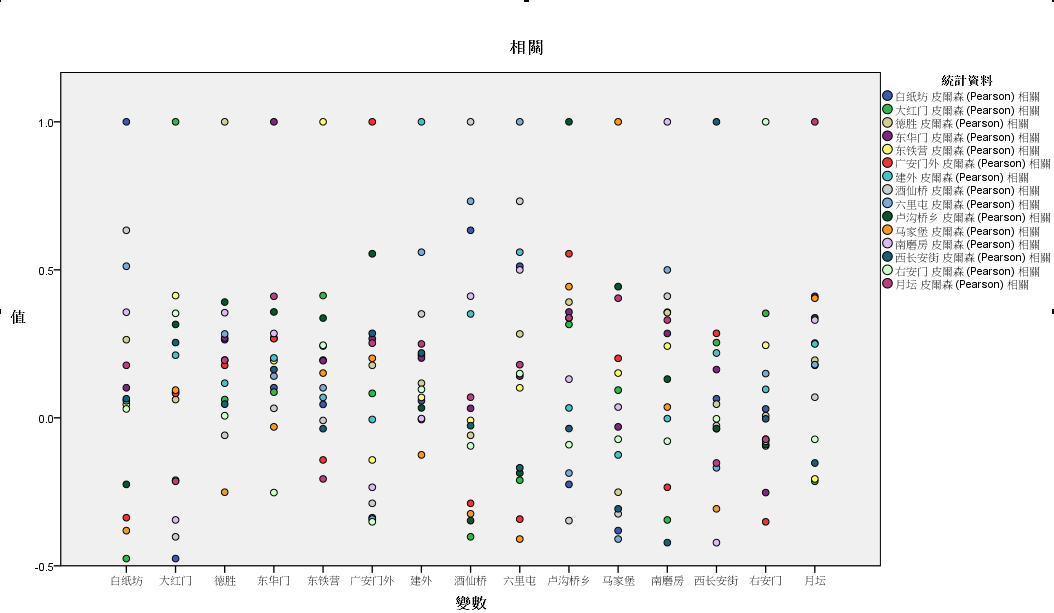 相關
統計資料
白纸坊 皮爾森 (Pearson) 相關
大红门 皮爾森 (Pearson) 相關
德胜 皮爾森 (Pearson) 相關
东华门 皮爾森 (Pearson) 相關
东铁营 皮爾森 (Pearson) 相關
广安门外 皮爾森 (Pearson) 相關
建外 皮爾森 (Pearson) 相關
酒仙桥 皮爾森 (Pearson) 相關
六里屯 皮爾森 (Pearson) 相關
卢沟桥乡 皮爾森 (Pearson) 相關
马家堡 皮爾森 (Pearson) 相關
南磨房 皮爾森 (Pearson) 相關
西长安街 皮爾森 (Pearson) 相關
右安门 皮爾森 (Pearson) 相關
月坛 皮爾森 (Pearson) 相關
1.0
0.5
值
0.0
-0.5
白纸坊 大红门 德胜 东华门 东铁营 广安门外 建外 酒仙桥 六里屯 卢沟桥乡 马家堡 南磨房 西长安街 右安门 月坛
變數